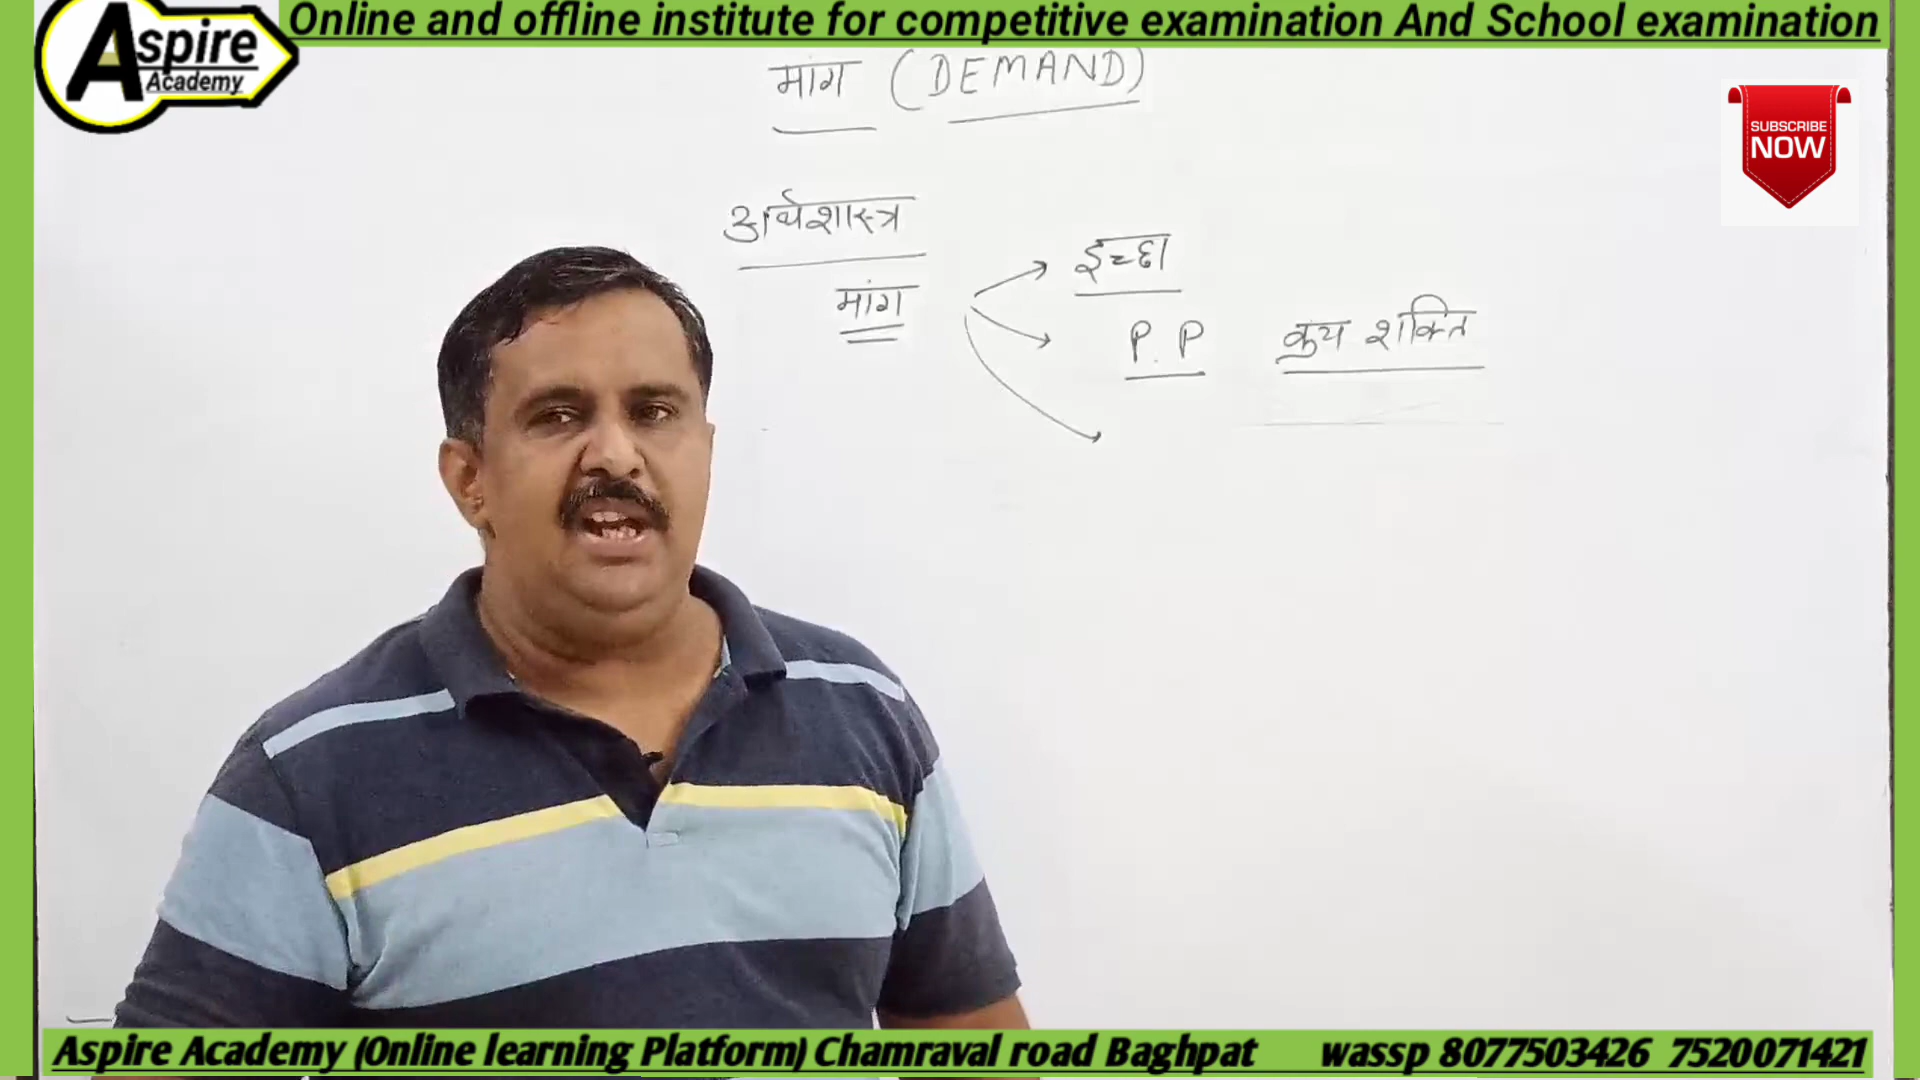 Online and offline institute for competitive examination And School examination
Aspire
Academy
मांग (DEMAND)
SUBSCRIBE
NOW
अर्थशास्त्र
इच्छा
मांग
P.P क्रय शक्ति
Aspire Academy (Online learning Platform) Chamraval road Baghpat wassp 8077503426 7520071421